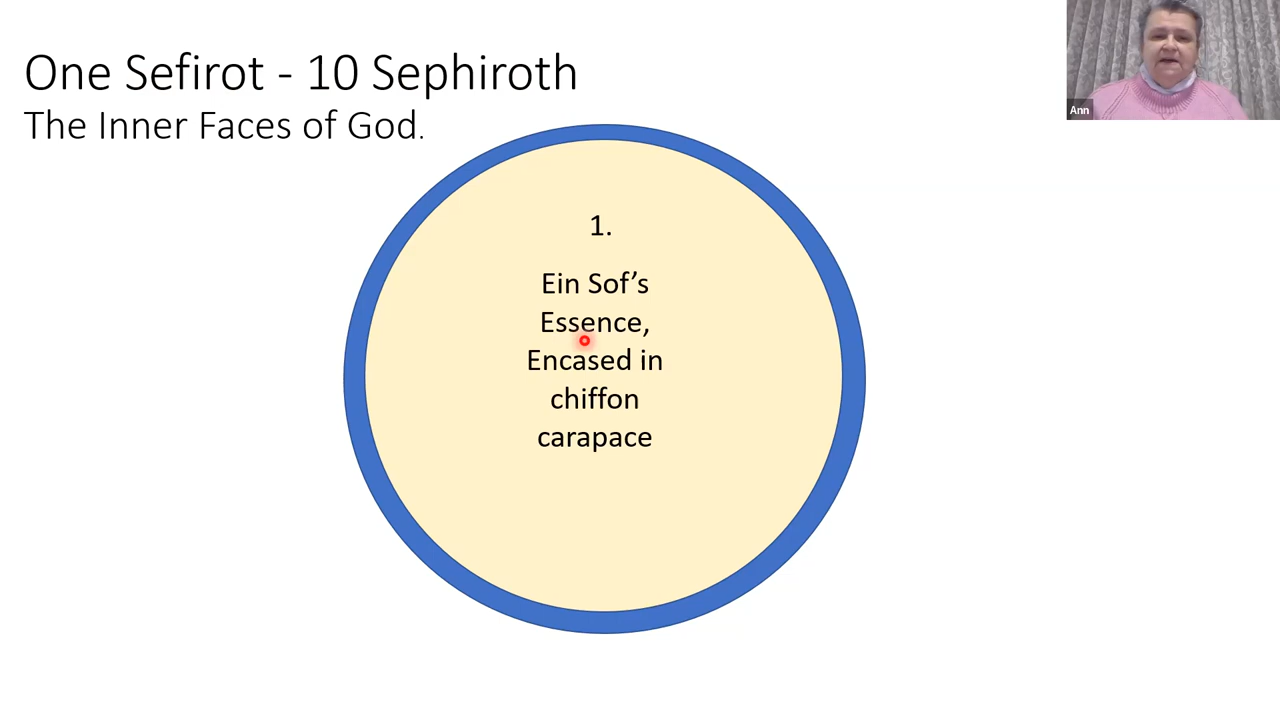 One Sefirot - 10 Sephiroth
The Inner Faces of God.
Ann
1.
Ein Sof’s
Essence,
Encased in
chiffon
carapace